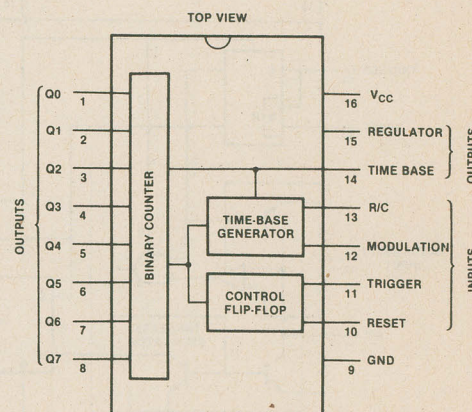 TOP VIEW
Q0 1
Q1 2
Q2 3
Q3 4
Q4 5
Q5 6
Q6 7
Q7 8
OUTPUTS
BINARY COUNTER
TIME-BASE
GENERATOR
CONTROL
FLIP-FLOP
16 VCC
15 REGULATOR
14 TIME BASE
13 R/C
12 MODULATION
11 TRIGGER
10 RESET
9 GND
OUTPUTS
INPUTS